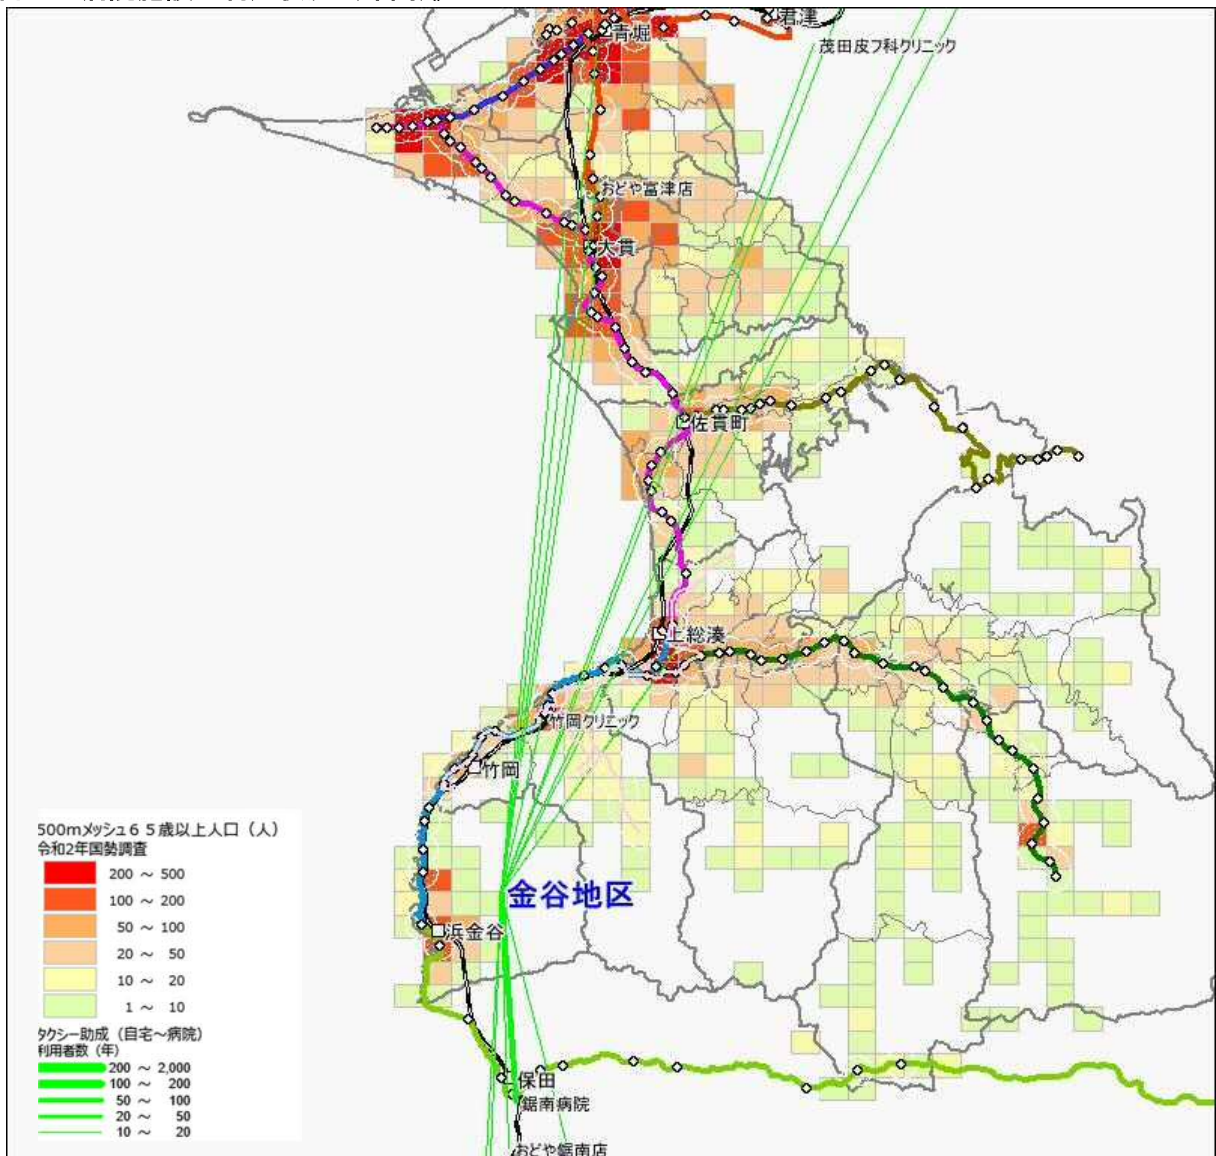 君津
青堀
茂田皮フ科クリニック
おどや富津店
大貫
佐貫町
上総湊
竹岡クリニック
竹岡
金谷地区
浜金谷
保田
鋸南病院
おどや鋸南店
500mメッシュ65歳以上人口（人）
令和2年国勢調査
200 ～ 500
100 ～ 200
50 ～ 100
20 ～ 50
10 ～ 20
1 ～ 10
タクシー助成（自宅～病院）
利用者数（年）
200 ～ 2,000
100 ～ 200
50 ～ 100
20 ～ 50
10 ～ 20